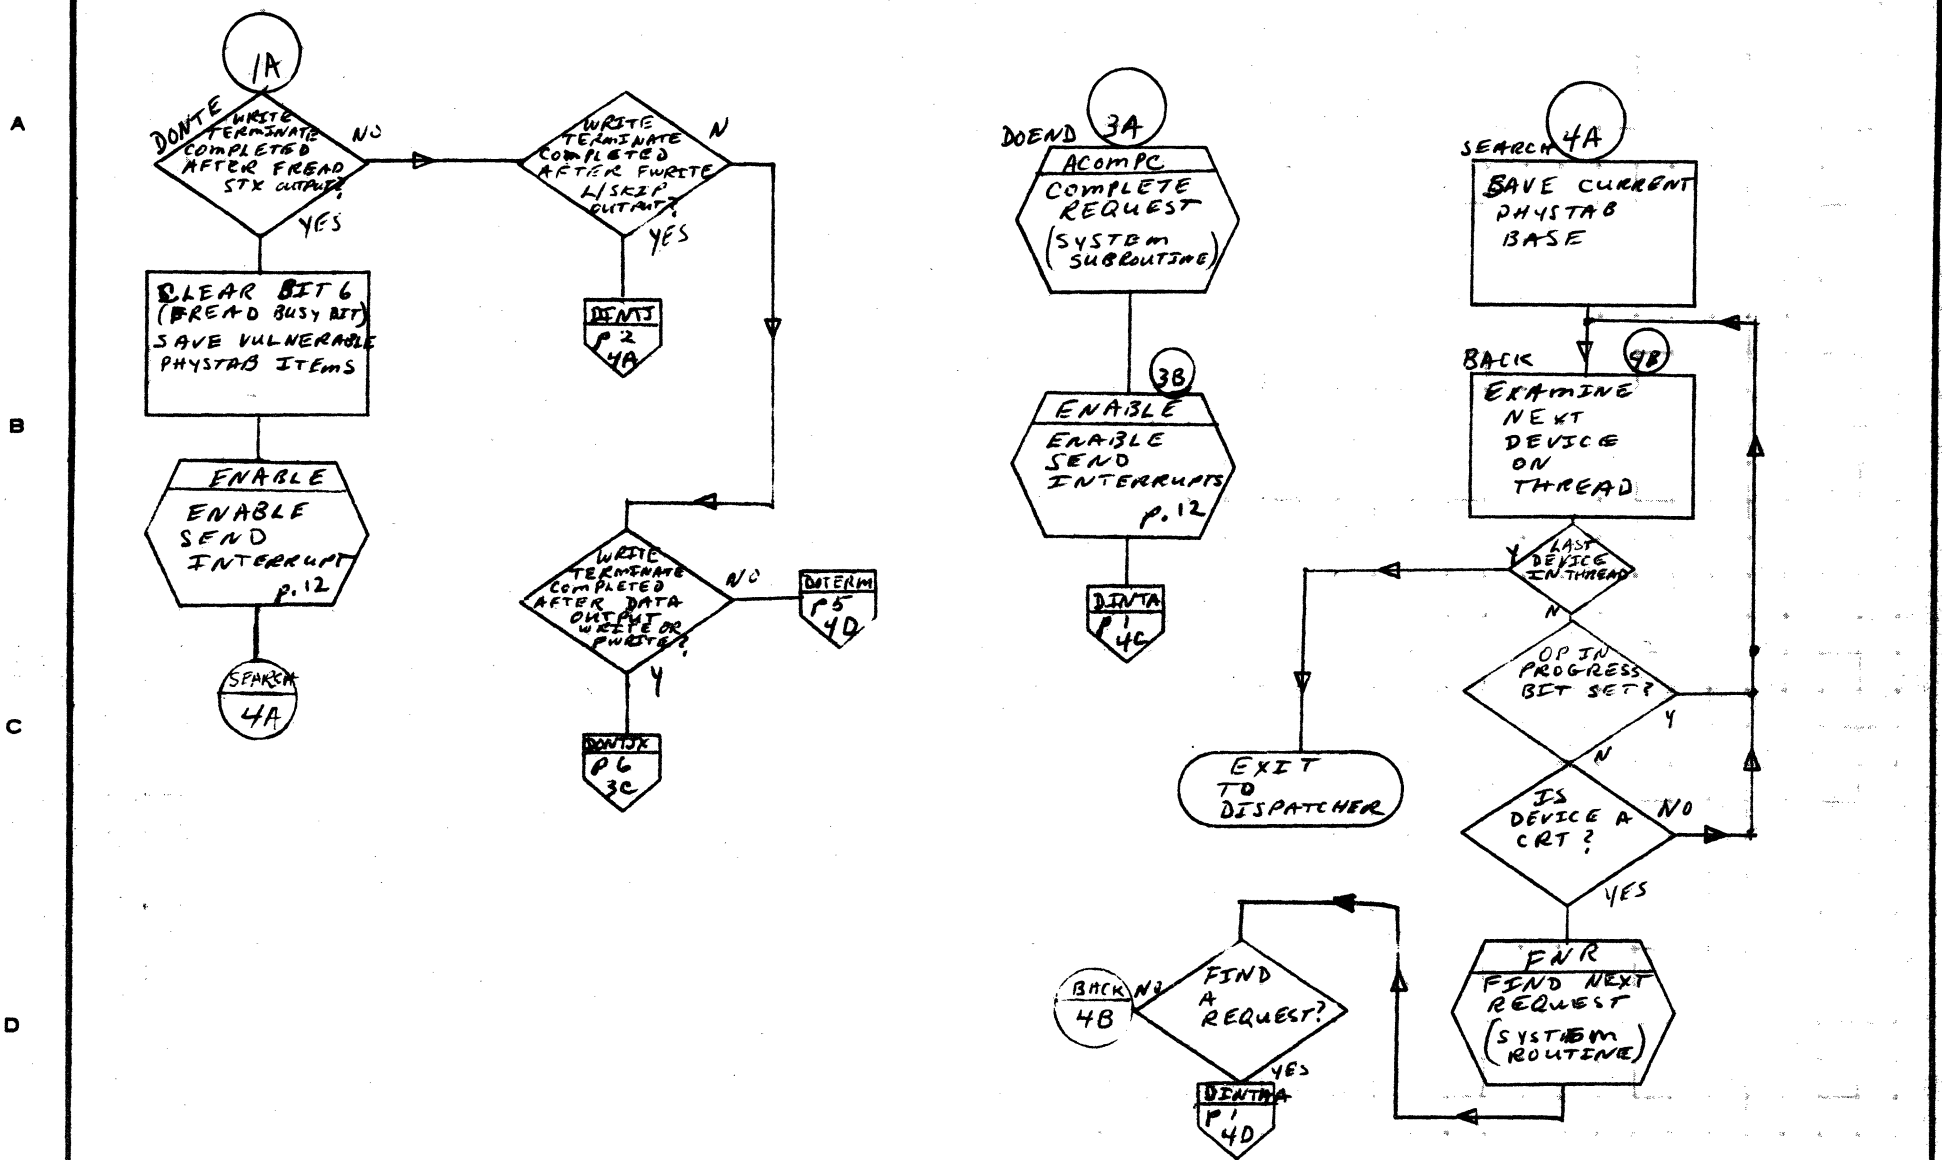 A
B
C
D
1A
DONTE
WRITE
TERMINATE
COMPLETED
AFTER FREAD
STX OUTPUT?
NO
YES
CLEAR BIT 6
(FREAD BUSY BIT)
SAVE VULNERABLE
PHYSTAB ITEMS
ENABLE
ENABLE
SEND
INTERRUPT
P.12
SEARCH
4A
WRITE
TERMINATE
COMPLETED
AFTER FWRITE
L/SKIP
OUTPUT?
N
YES
P 2
4A
WRITE
TERMINATE
COMPLETED
AFTER DATA
OUTPUT
WRITE OR
PWRITE?
NO
Y
DOTERM
P 5
4D
P 6
3C
DOEND
3A
ACOMPC
COMPLETE
REQUEST
(SYSTEM
SUBROUTINE)
3B
ENABLE
ENABLE
SEND
INTERRUPTS
P.12
DINTA
P 1
4C
SEARCH
4A
SAVE CURRENT
PHYSTAB
BASE
BACK
4B
EXAMINE
NEXT
DEVICE
ON
THREAD
LAST
DEVICE
IN THREAD
Y
N
OP IN
PROGRESS
BIT SET?
Y
N
IS
DEVICE A
CRT?
NO
YES
EXIT
TO
DISPATCHER
FNR
FIND NEXT
REQUEST
(SYSTEM
ROUTINE)
FIND
A
REQUEST?
NO
YES
BACK
4B
P 1
4D